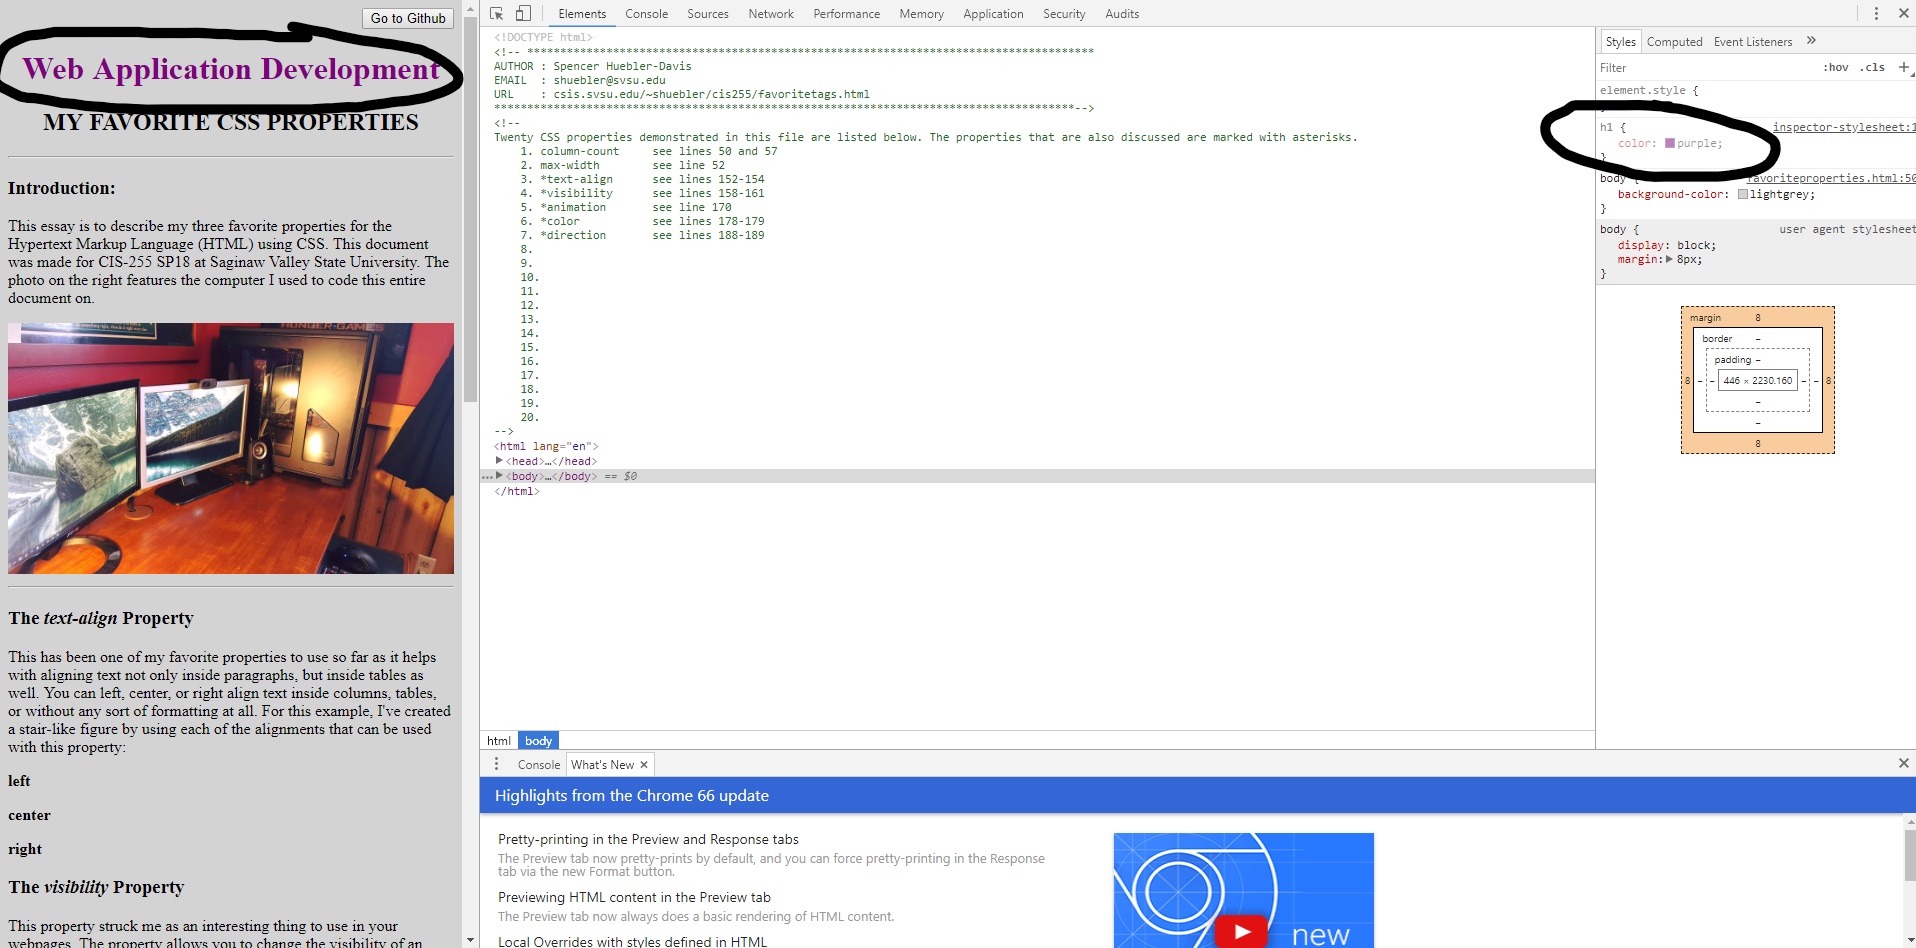 Go to Github
Web Application Development
MY FAVORITE CSS PROPERTIES
Introduction:
This essay is to describe my three favorite properties for the
Hypertext Markup Language (HTML) using CSS. This document
was made for CIS-255 SP18 at Saginaw Valley State University. The
photo on the right features the computer I used to code this entire
document on.
HUNGER GAMES
The text-align Property
This has been one of my favorite properties to use so far as it helps
with aligning text not only inside paragraphs, but inside tables as
well. You can left, center, or right align text inside columns, tables,
or without any sort of formatting at all. For this example, I've created
a stair-like figure by using each of the alignments that can be used
with this property:
left
center
right
The visibility Property
This property struck me as an interesting thing to use in your
webpages. The property allows you to change the visibility of an
Elements Console Sources Network Performance Memory Application Security Audits
<!DOCTYPE html>
<!-- **************************************************************************************
AUTHOR : Spencer Huebler-Davis
EMAIL : shuebler@svsu.edu
URL : csis.svsu.edu/~shuebler/cis255/favoritetags.html
****************************************************************************************-->
<!--
Twenty CSS properties demonstrated in this file are listed below. The properties that are also discussed are marked with asterisks.
1. column-count see lines 50 and 57
2. max-width see line 52
3. *text-align see lines 152-154
4. *visibility see lines 158-161
5. *animation see line 170
6. *color see lines 178-179
7. *direction see lines 188-189
8.
9.
10.
11.
12.
13.
14.
15.
16.
17.
18.
19.
20.
-->
<html lang="en">
<head>…</head>
… <body>…</body> == $0
</html>
html body
Styles Computed Event Listeners »
Filter :hov .cls +
element.style {
}
h1 { inspector-stylesheet:1
color: purple;
}
body { favoriteproperties.html:50
background-color: lightgrey;
}
body { user agent stylesheet
display: block;
margin: 8px;
}
margin 8
border –
padding –
8 – – 446 × 2230.160 – – 8
–
–
8
Console What's New ×
Highlights from the Chrome 66 update
Pretty-printing in the Preview and Response tabs
The Preview tab now pretty-prints by default, and you can force pretty-printing in the Response
tab via the new Format button.
Previewing HTML content in the Preview tab
The Preview tab now always does a basic rendering of HTML content.
Local Overrides with styles defined in HTML
new